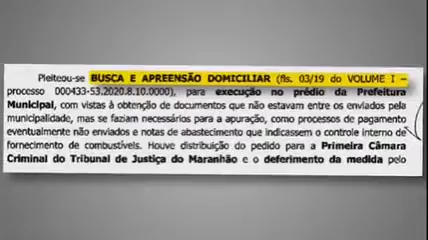 Pleiteou-se BUSCA E APREENSÃO DOMICILIAR (fls. 03/19 do VOLUME I –
processo 000433-53.2020.8.10.0000), para execução no prédio da Prefeitura
Municipal, com vistas à obtenção de documentos que não estavam entre os enviados pela
municipalidade, mas se faziam necessários para a apuração, como processos de pagamento
eventualmente não enviados e notas de abastecimento que indicassem o controle interno de
fornecimento de combustíveis. Houve distribuição do pedido para a Primeira Câmara
Criminal do Tribunal de Justiça do Maranhão e o deferimento da medida pelo